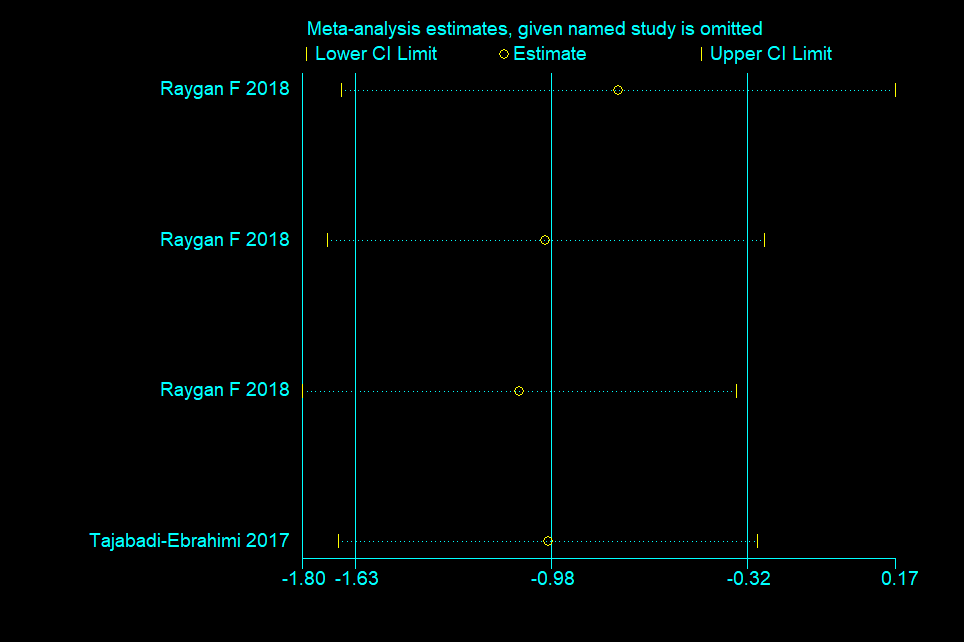 Meta-analysis estimates, given named study is omitted
Lower CI Limit Estimate Upper CI Limit
Raygan F 2018
Raygan F 2018
Raygan F 2018
Tajabadi-Ebrahimi 2017
-1.80 -1.63 -0.98 -0.32 0.17